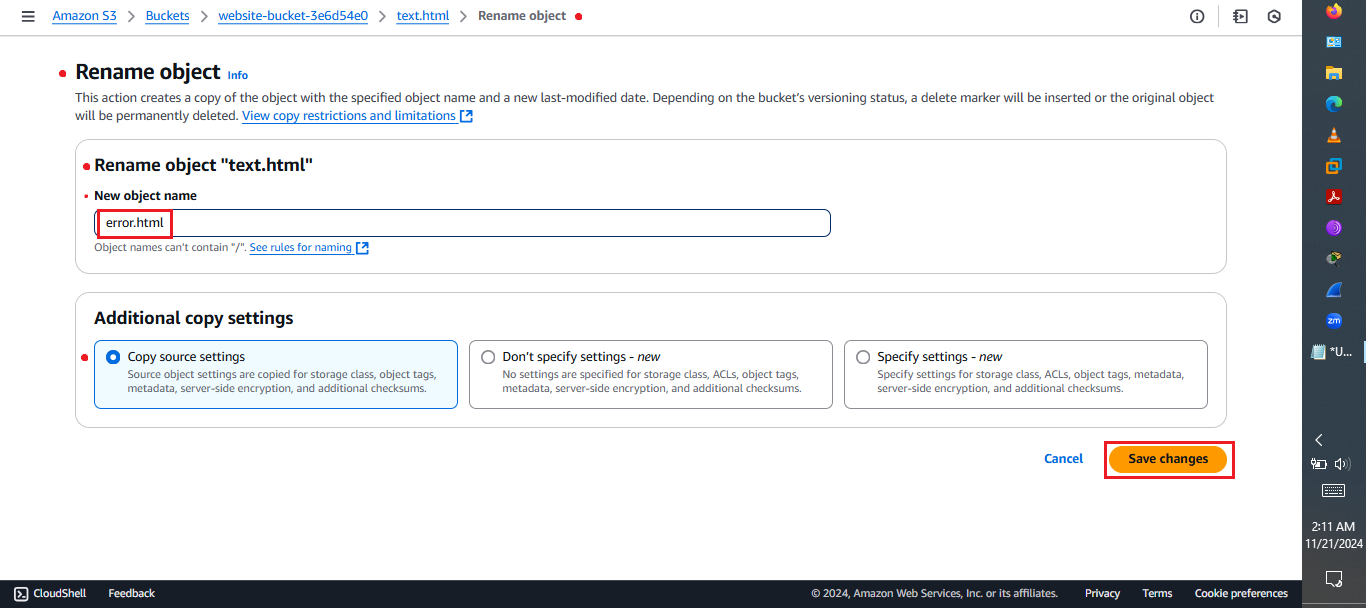 Amazon S3 > Buckets > website-bucket-3e6d54e0 > text.html > Rename object
Rename object Info
This action creates a copy of the object with the specified object name and a new last-modified date. Depending on the bucket's versioning status, a delete marker will be inserted or the original object
will be permanently deleted. View copy restrictions and limitations
Rename object "text.html"
New object name
error.html
Object names can't contain "/". See rules for naming
Additional copy settings
Copy source settings
Source object settings are copied for storage class, object tags,
metadata, server-side encryption, and additional checksums.
Don't specify settings - new
No settings are specified for storage class, ACLs, object tags,
metadata, server-side encryption, and additional checksums.
Specify settings - new
Specify settings for storage class, ACLs, object tags, metadata,
server-side encryption, and additional checksums.
Cancel Save changes
zm
*U...
2:11 AM
11/21/2024
CloudShell Feedback © 2024, Amazon Web Services, Inc. or its affiliates. Privacy Terms Cookie preferences